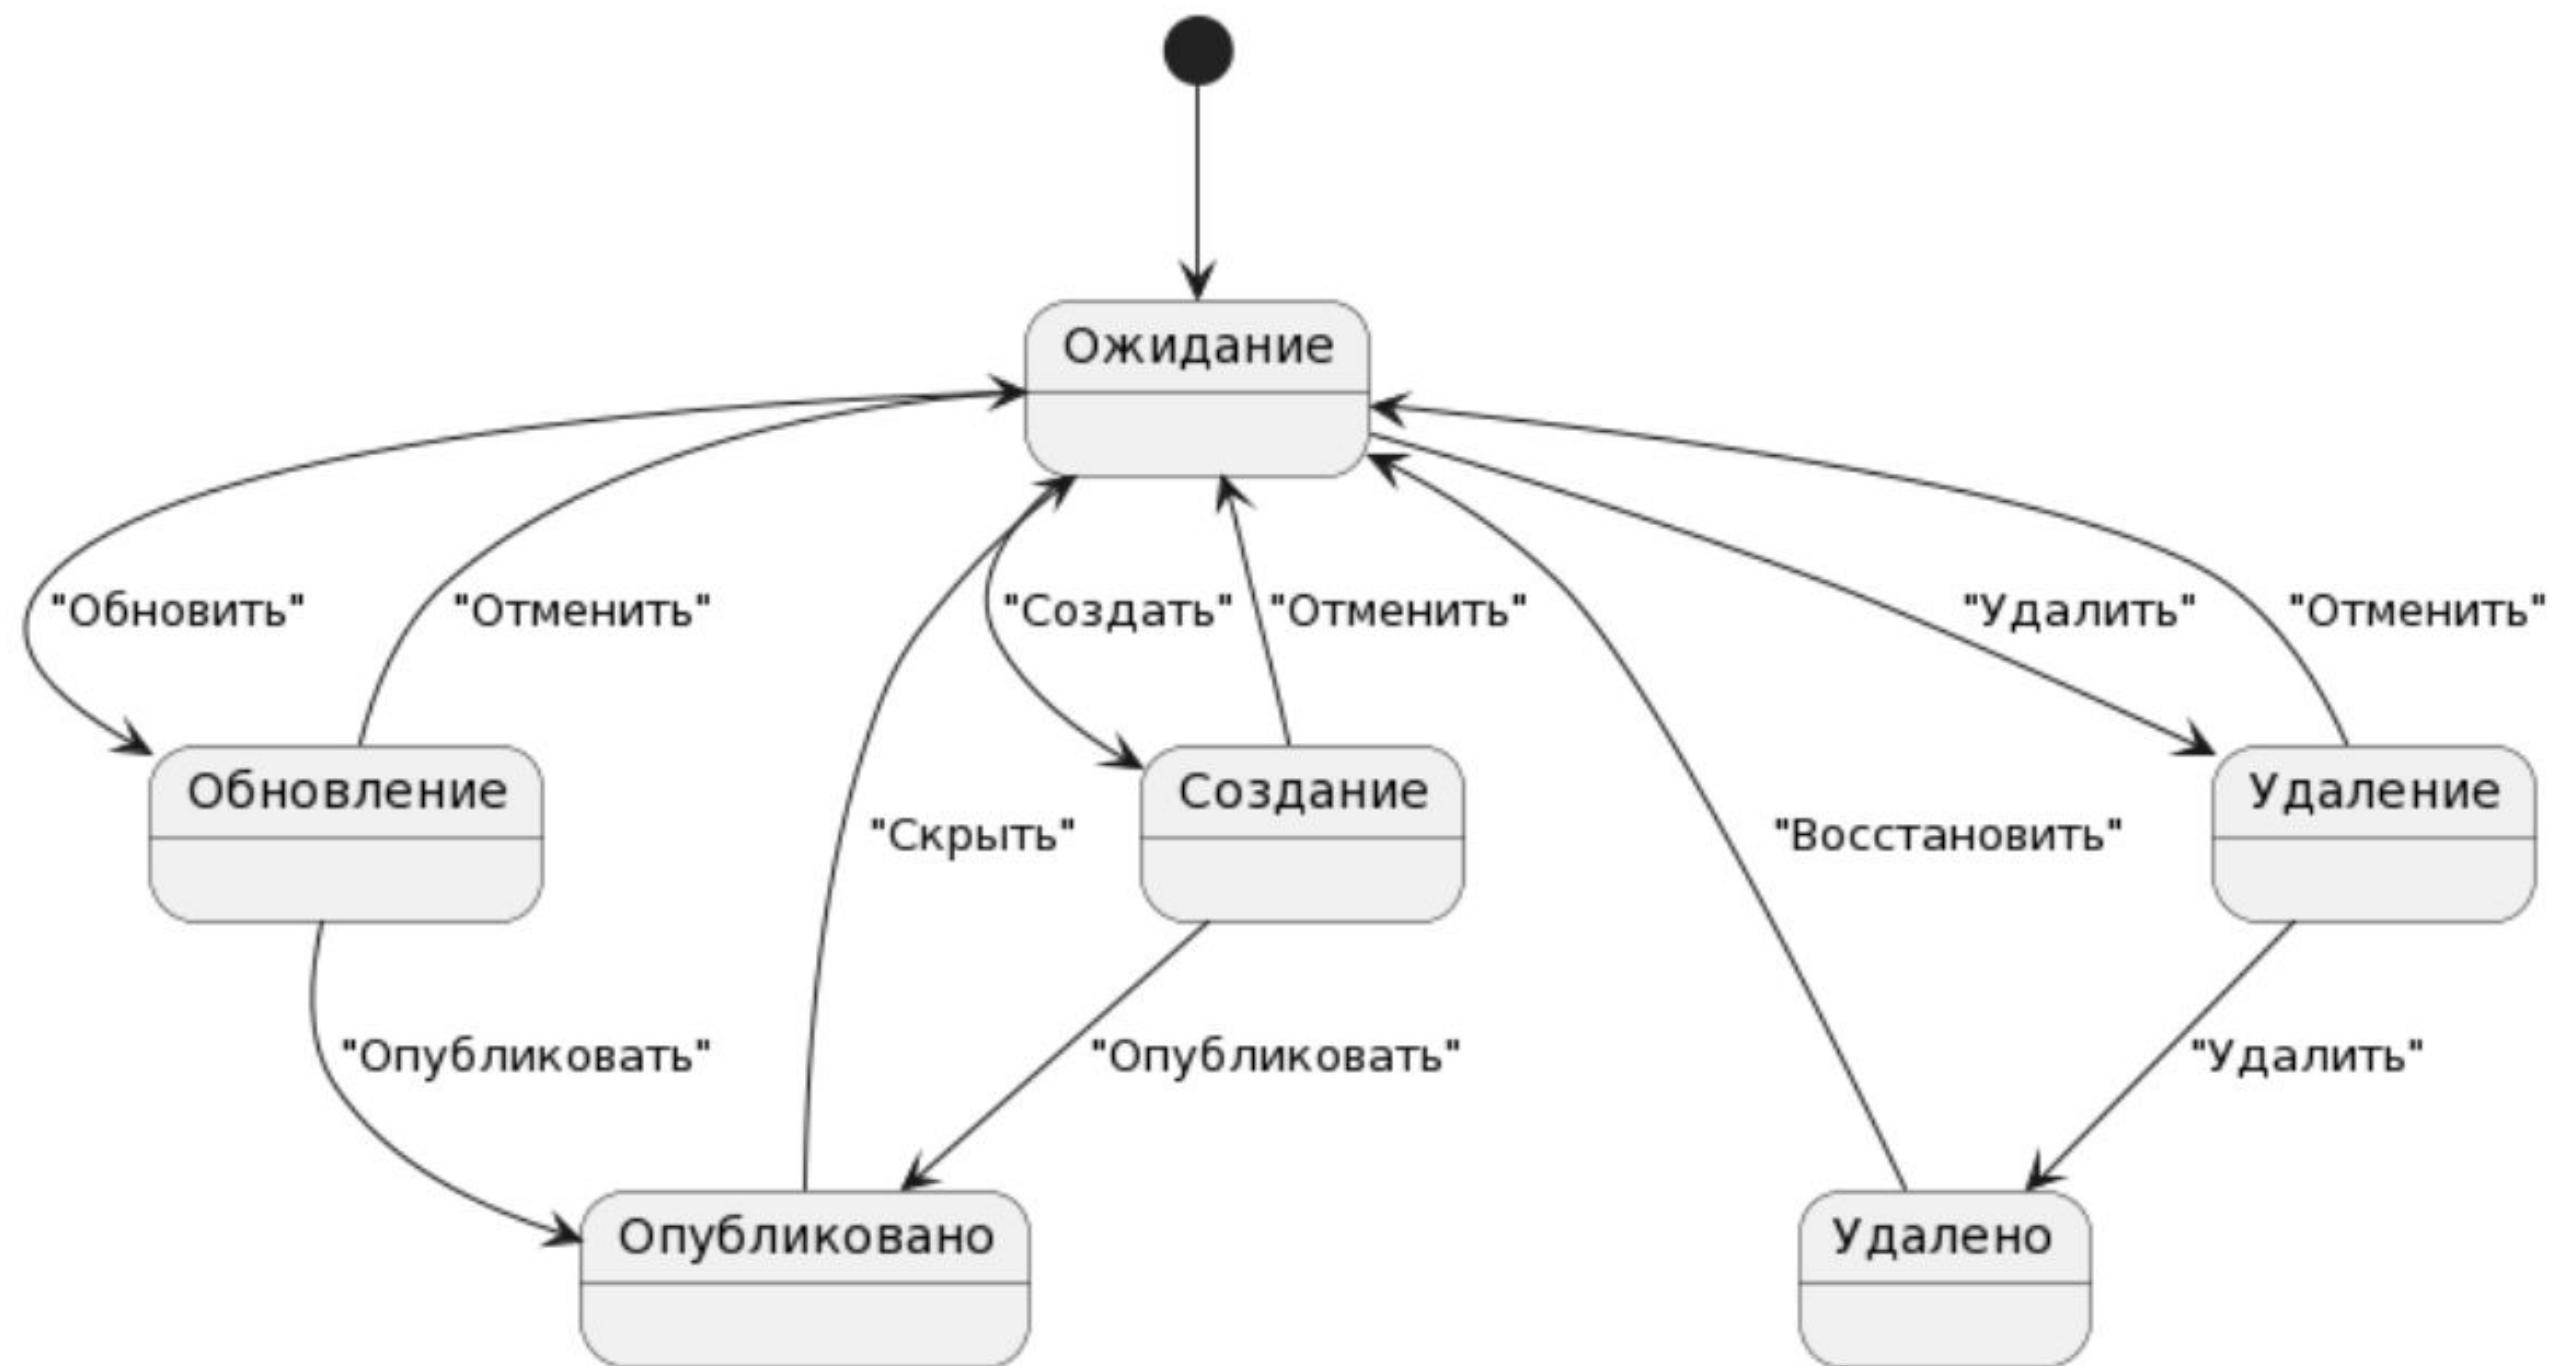 Ожидание
"Обновить"
"Отменить"
"Создать"
"Отменить"
"Удалить"
"Отменить"
Обновление
Создание
Удаление
"Скрыть"
"Восстановить"
"Опубликовать"
"Опубликовать"
"Удалить"
Опубликовано
Удалено